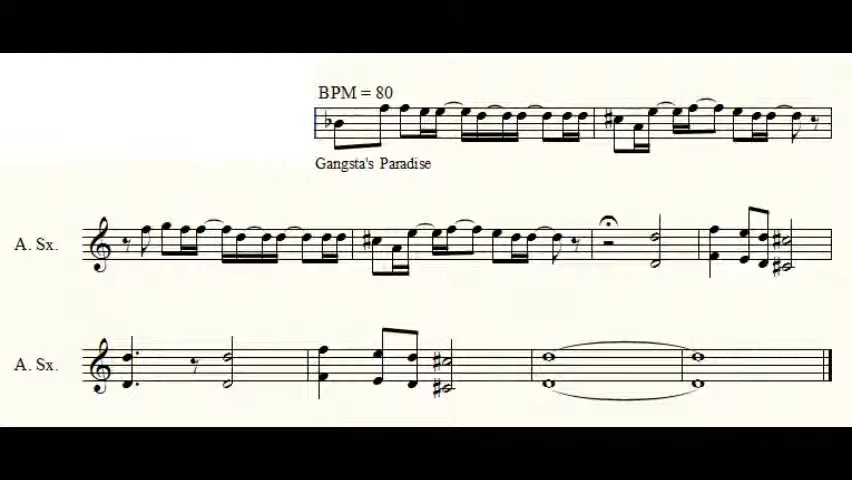 BPM = 80
Gangsta's Paradise
A. Sx.
A. Sx.